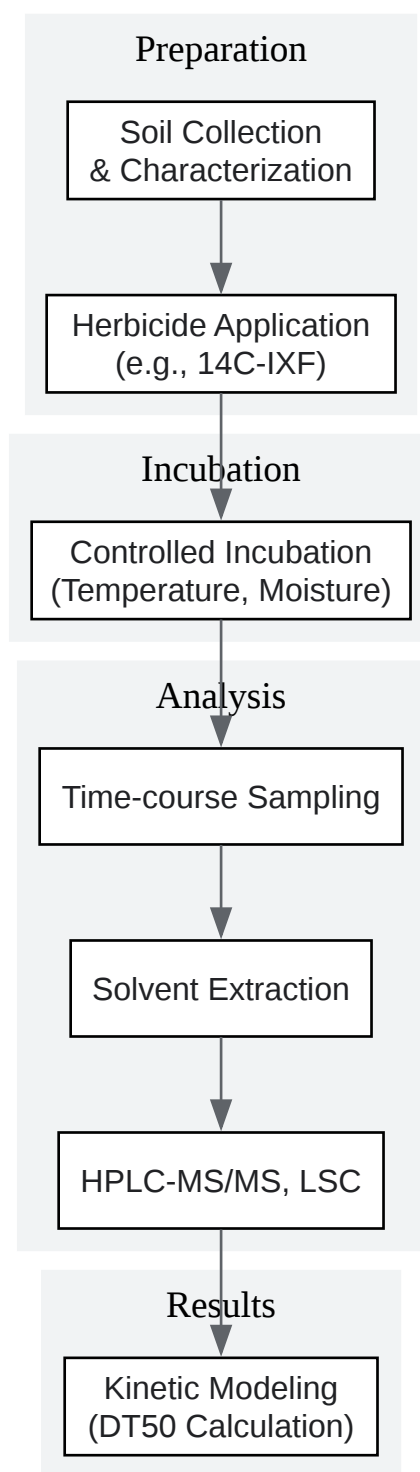 Preparation
Soil Collection
& Characterization
Herbicide Application
(e.g., 14C-IXF)
Incubation
Controlled Incubation
(Temperature, Moisture)
Analysis
Time-course Sampling
Solvent Extraction
HPLC-MS/MS, LSC
Results
Kinetic Modeling
(DT50 Calculation)